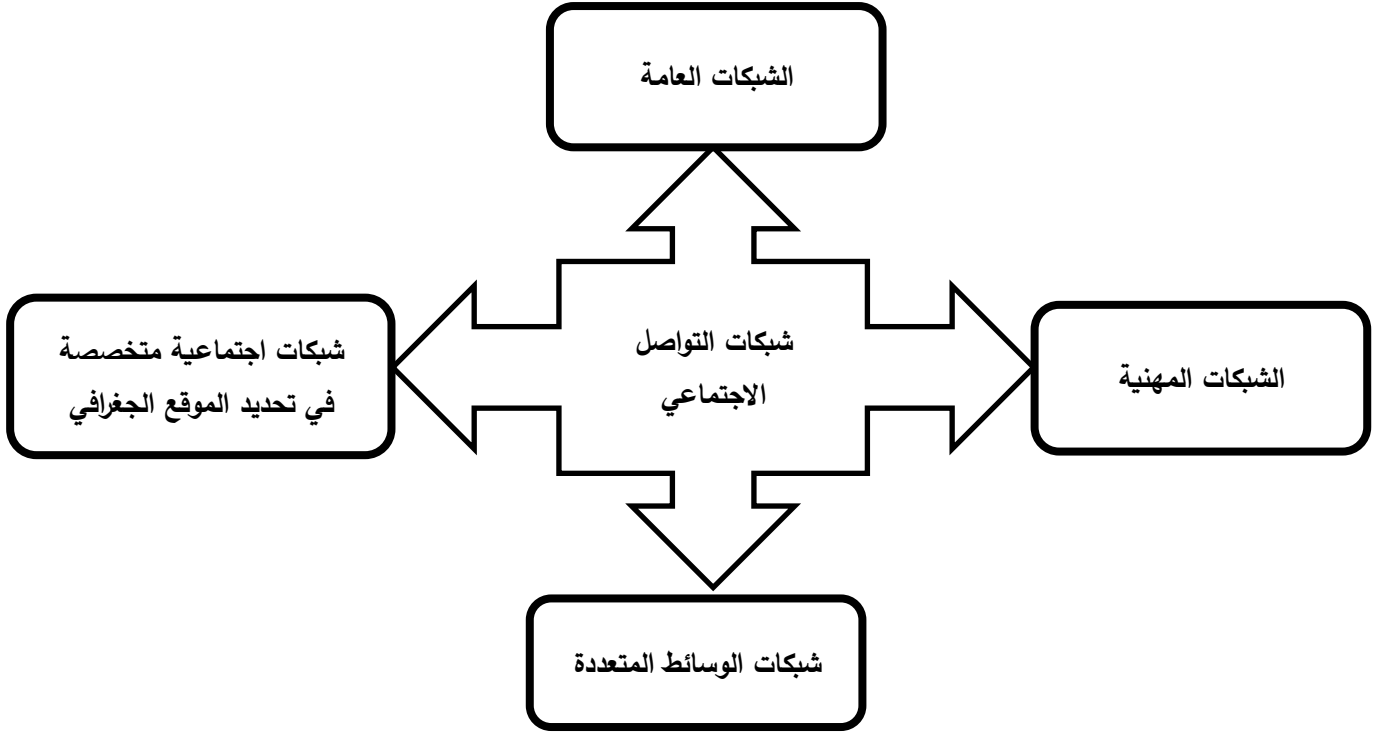 الشبكات العامة
شبكات التواصل
الاجتماعي
الشبكات المهنية
شبكات اجتماعية متخصصة
في تحديد الموقع الجغرافي
شبكات الوسائط المتعددة